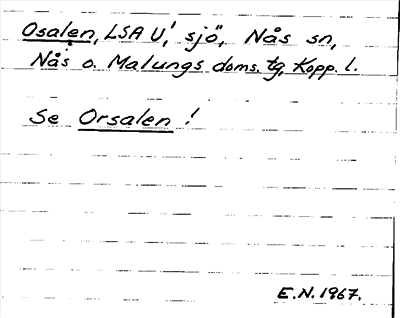 Osalen, LSA U, sjö, Nås sn,
Nås o. Malungs doms. tg, Kopp. l.
Se Orsalen !
E.N. 1967.